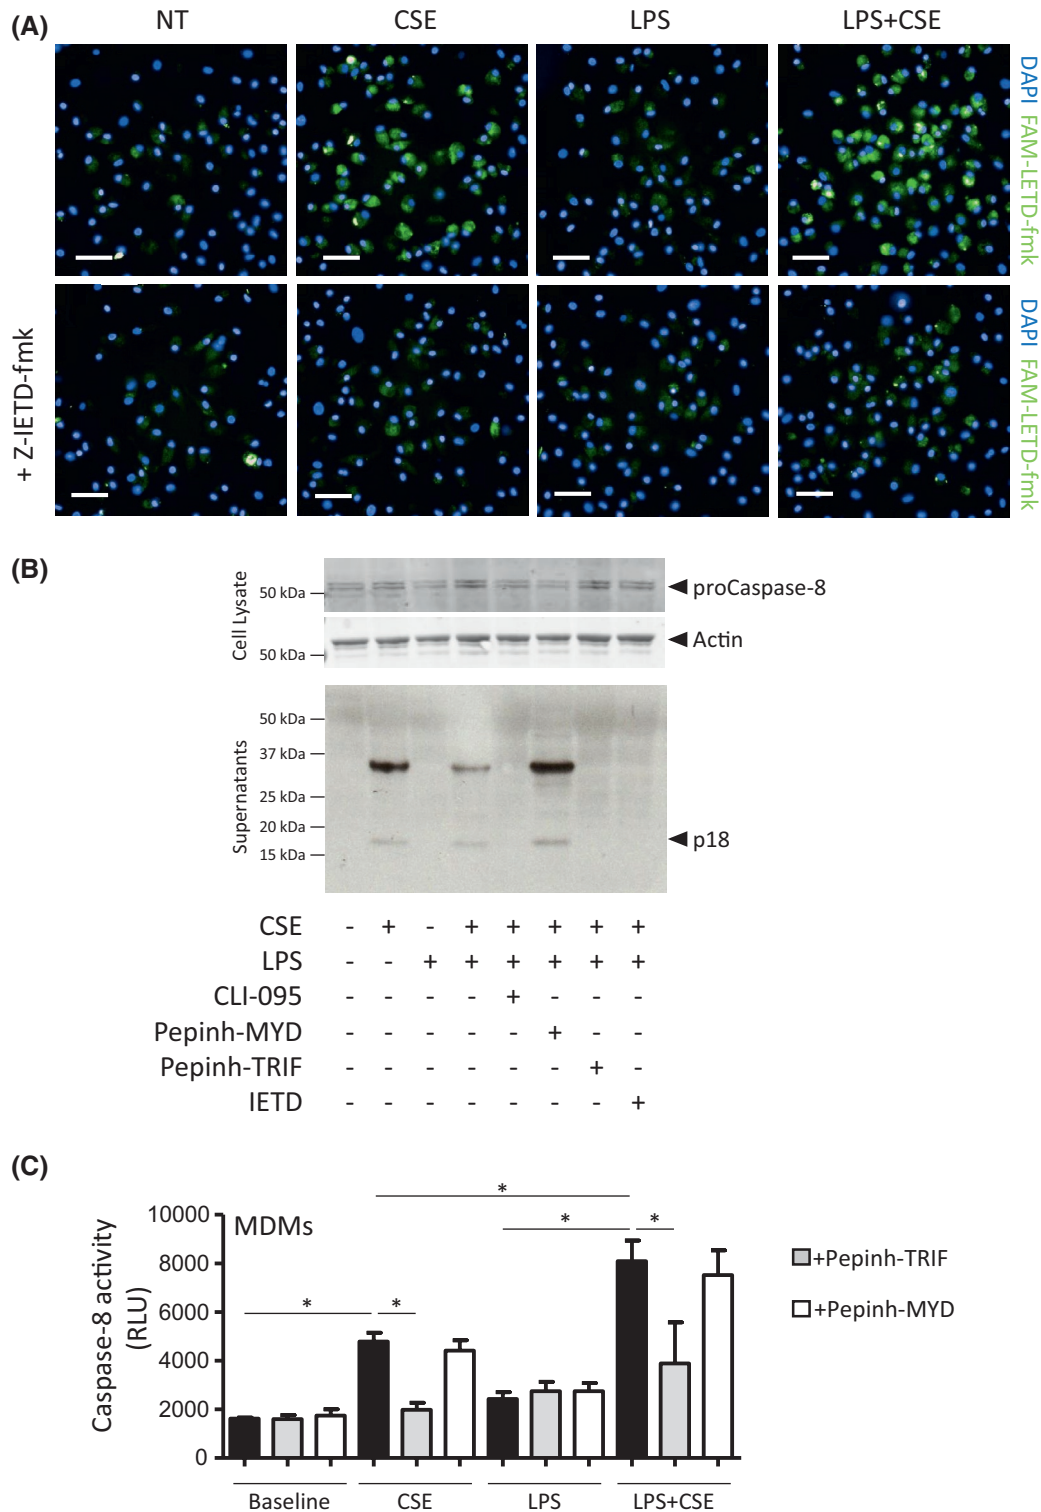 (A)
NT CSE LPS LPS+CSE
DAPI FAM-LETD-fmk
+ Z-IETD-fmk
DAPI FAM-LETD-fmk
(B)
Cell Lysate
50 kDa
proCaspase-8
50 kDa
Actin
Supernatants
50 kDa
37 kDa
25 kDa
20 kDa
15 kDa
p18
CSE - + - + + + + +
LPS - - + + + + + +
CLI-095 - - - - + - - -
Pepinh-MYD - - - - - + - -
Pepinh-TRIF - - - - - - + -
IETD - - - - - - - +
(C)
Caspase-8 activity
(RLU)
MDMs
10000
8000
6000
4000
2000
0
* * * * *
+Pepinh-TRIF
+Pepinh-MYD
Baseline CSE LPS LPS+CSE